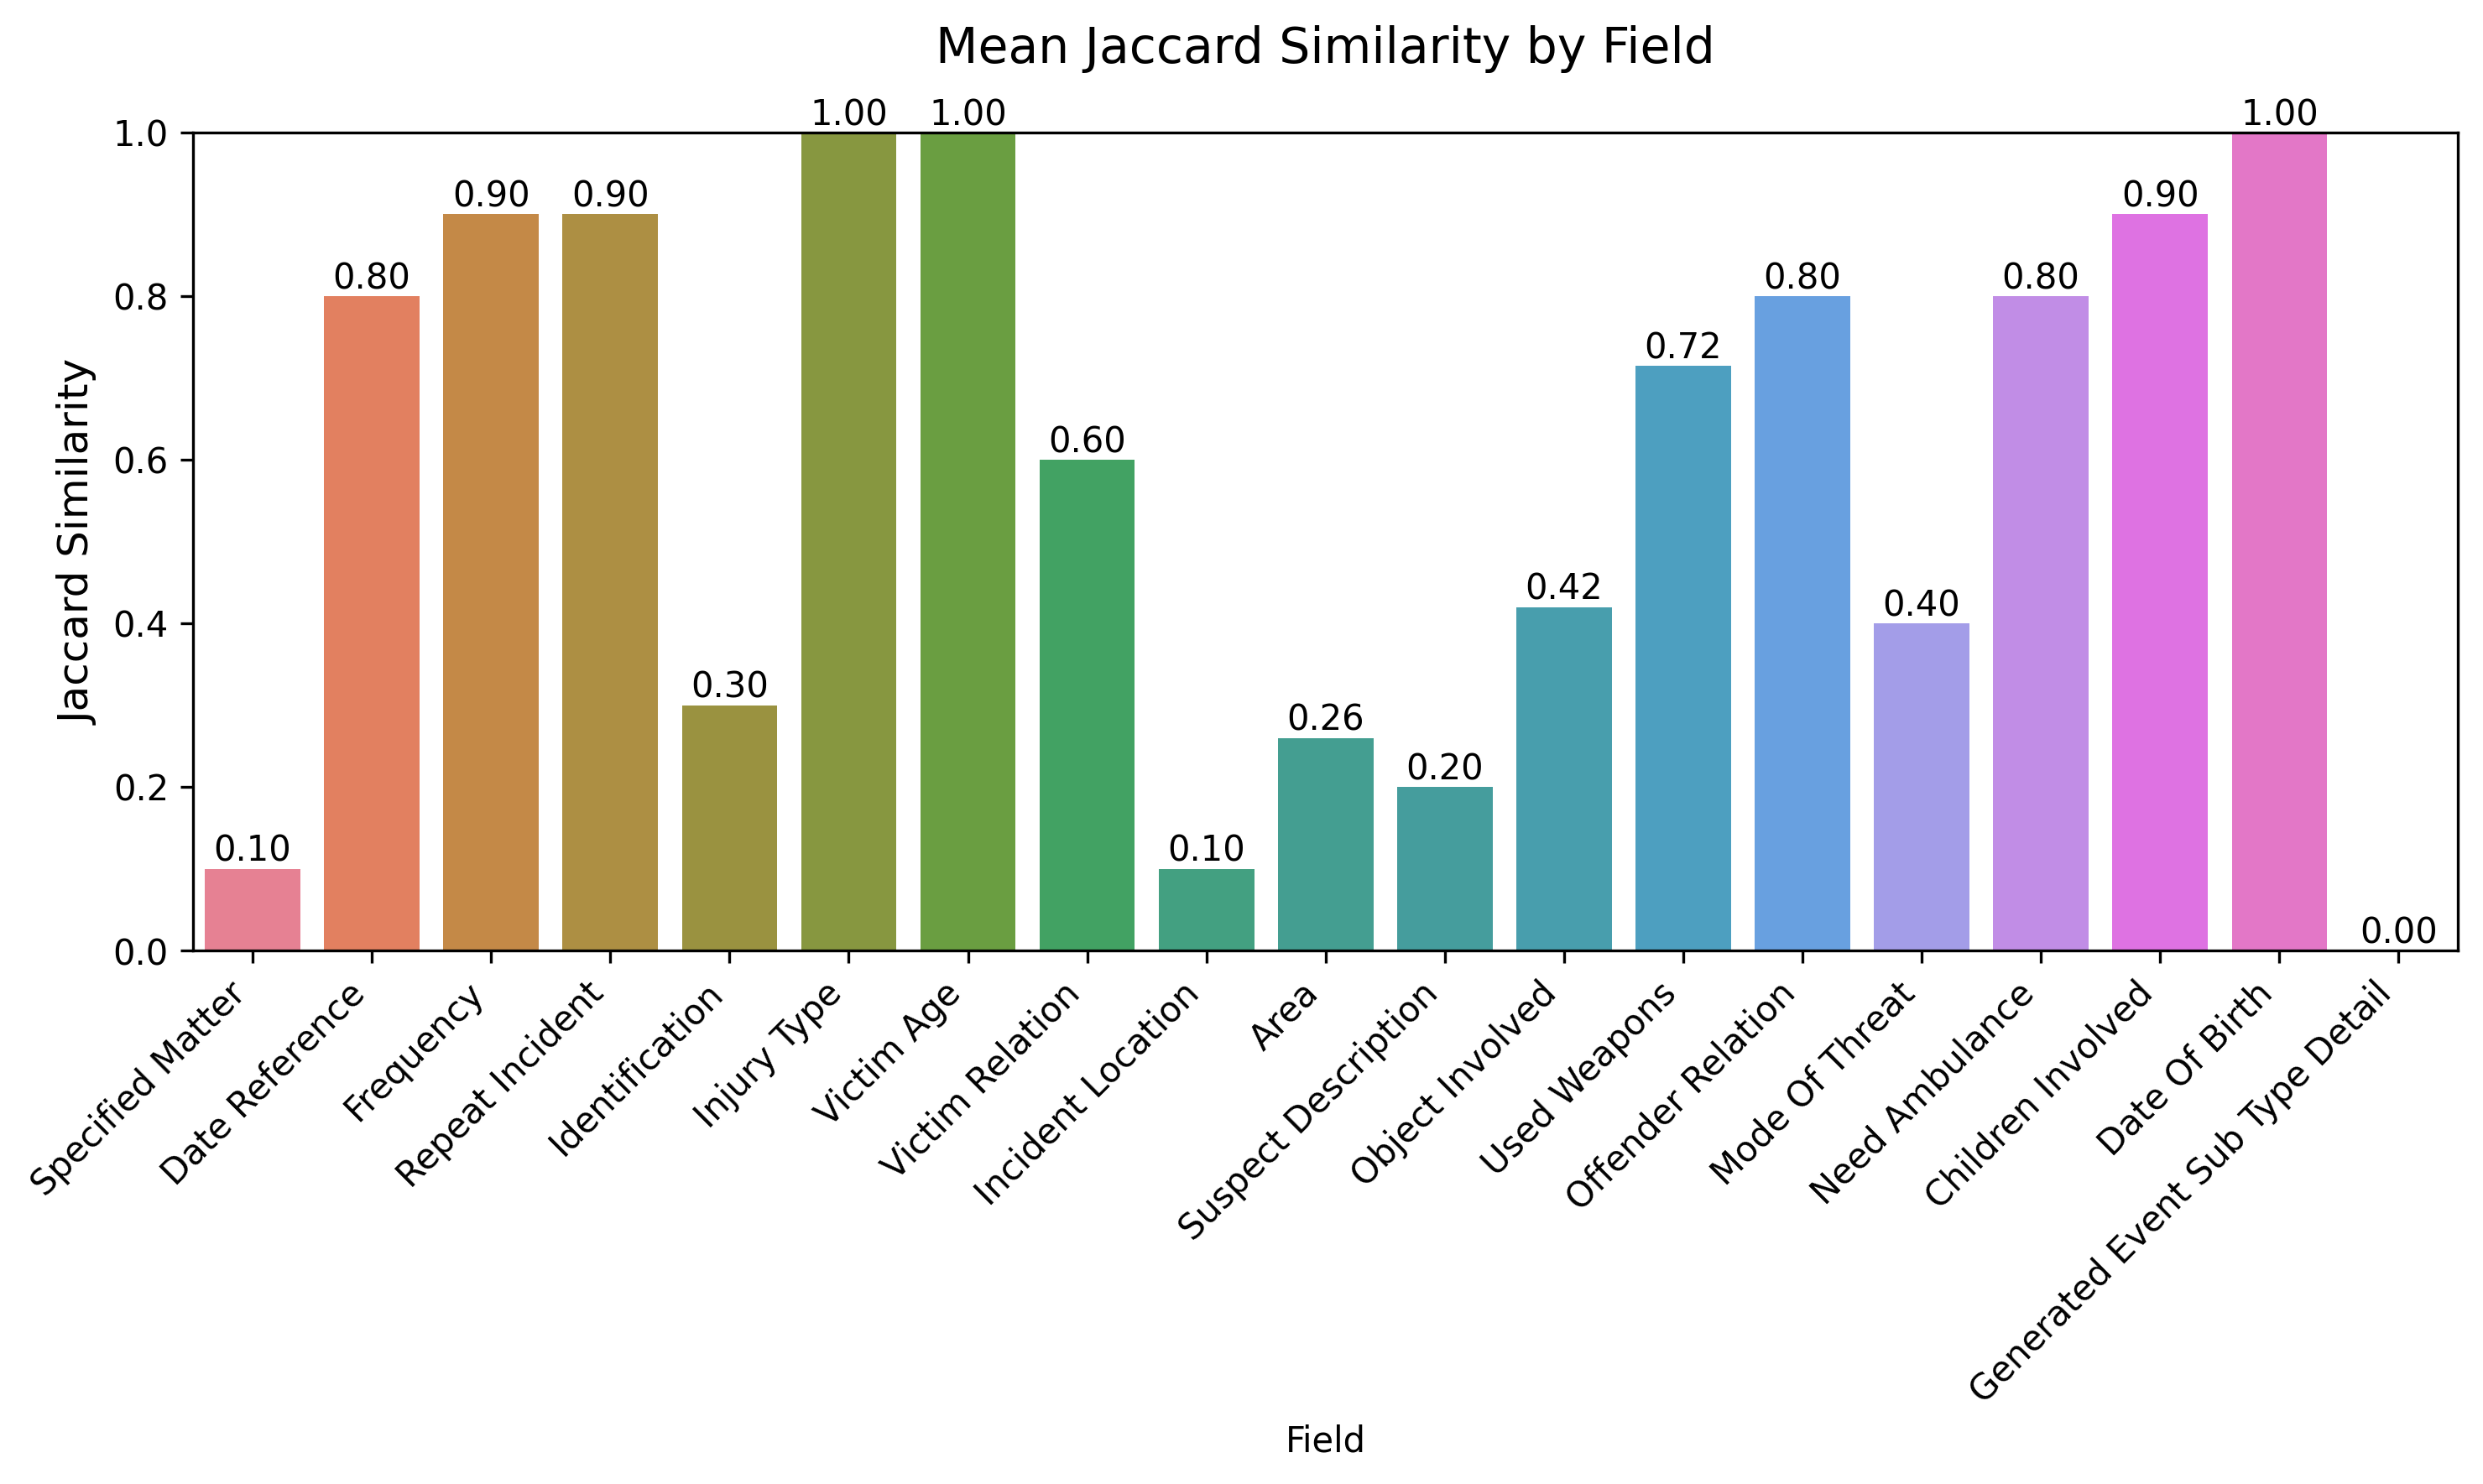 Mean Jaccard Similarity by Field
Jaccard Similarity
1.0
0.8
0.6
0.4
0.2
0.0
0.10
0.80
0.90
0.90
0.30
1.00
1.00
0.60
0.10
0.26
0.20
0.42
0.72
0.80
0.40
0.80
0.90
1.00
0.00
Specified Matter
Date Reference
Frequency
Repeat Incident
Identification
Injury Type
Victim Age
Victim Relation
Incident Location
Area
Suspect Description
Object Involved
Used Weapons
Offender Relation
Mode Of Threat
Need Ambulance
Children Involved
Date Of Birth
Generated Event Sub Type Detail
Field